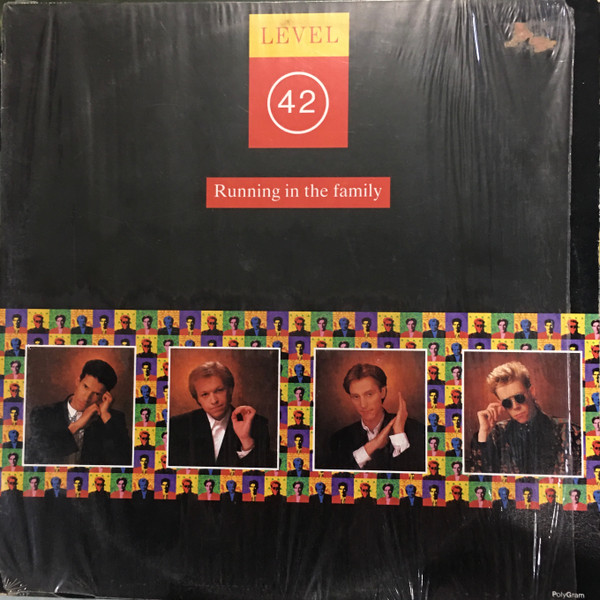 LEVEL
42
Running in the family
PolyGram